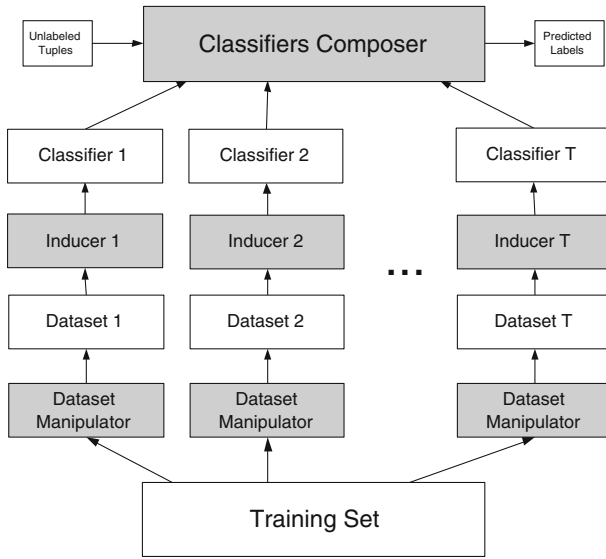 Unlabeled
Tuples
Classifiers Composer
Predicted
Labels
Classifier 1
Classifier 2
Classifier T
Inducer 1
Inducer 2
Inducer T
...
Dataset 1
Dataset 2
Dataset T
Dataset
Manipulator
Dataset
Manipulator
Dataset
Manipulator
Training Set